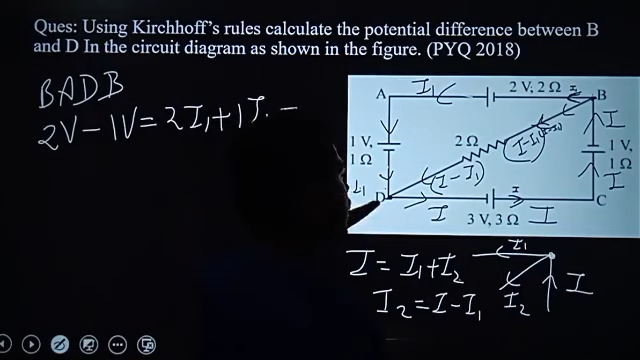 Ques: Using Kirchhoff's rules calculate the potential difference between B
and D In the circuit diagram as shown in the figure. (PYQ 2018)
BADB
2V - 1V = 2I₁ + 1I₁ -
A
I₁
2 V, 2 Ω
I₁
B
I
1 V,
1 Ω
2 Ω
I - I₁
(I - I₁)
1 V,
1 Ω
I₁
D
I
I
3 V, 3 Ω
I
I
C
I = I₁ + I₂
I₂ = I - I₁
I₁
I₂
I